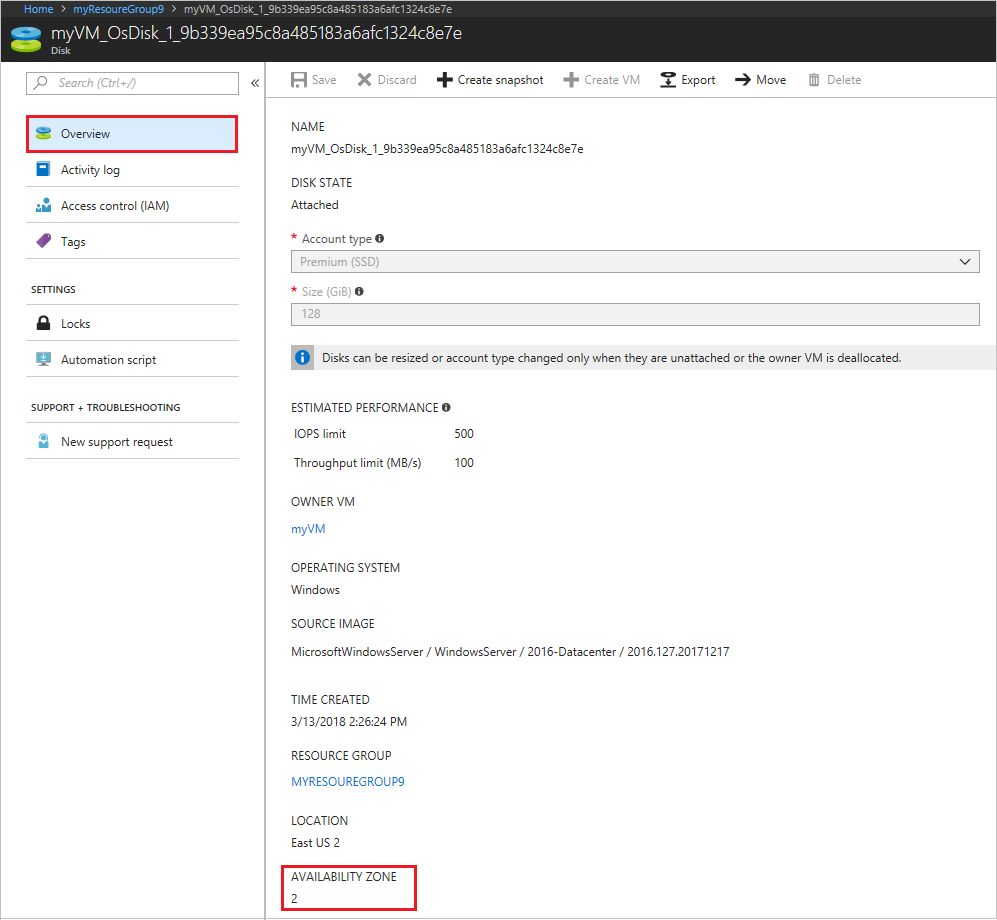 Home > myResoureGroup9 > myVM_OsDisk_1_9b339ea95c8a485183a6afc1324c8e7e
myVM_OsDisk_1_9b339ea95c8a485183a6afc1324c8e7e
Disk
Search (Ctrl+/)
«
Overview
Activity log
Access control (IAM)
Tags
SETTINGS
Locks
Automation script
SUPPORT + TROUBLESHOOTING
New support request
Save Discard Create snapshot Create VM Export Move Delete
NAME
myVM_OsDisk_1_9b339ea95c8a485183a6afc1324c8e7e
DISK STATE
Attached
* Account type
Premium (SSD)
* Size (GiB)
128
Disks can be resized or account type changed only when they are unattached or the owner VM is deallocated.
ESTIMATED PERFORMANCE
IOPS limit 500
Throughput limit (MB/s) 100
OWNER VM
myVM
OPERATING SYSTEM
Windows
SOURCE IMAGE
MicrosoftWindowsServer / WindowsServer / 2016-Datacenter / 2016.127.20171217
TIME CREATED
3/13/2018 2:26:24 PM
RESOURCE GROUP
MYRESOUREGROUP9
LOCATION
East US 2
AVAILABILITY ZONE
2